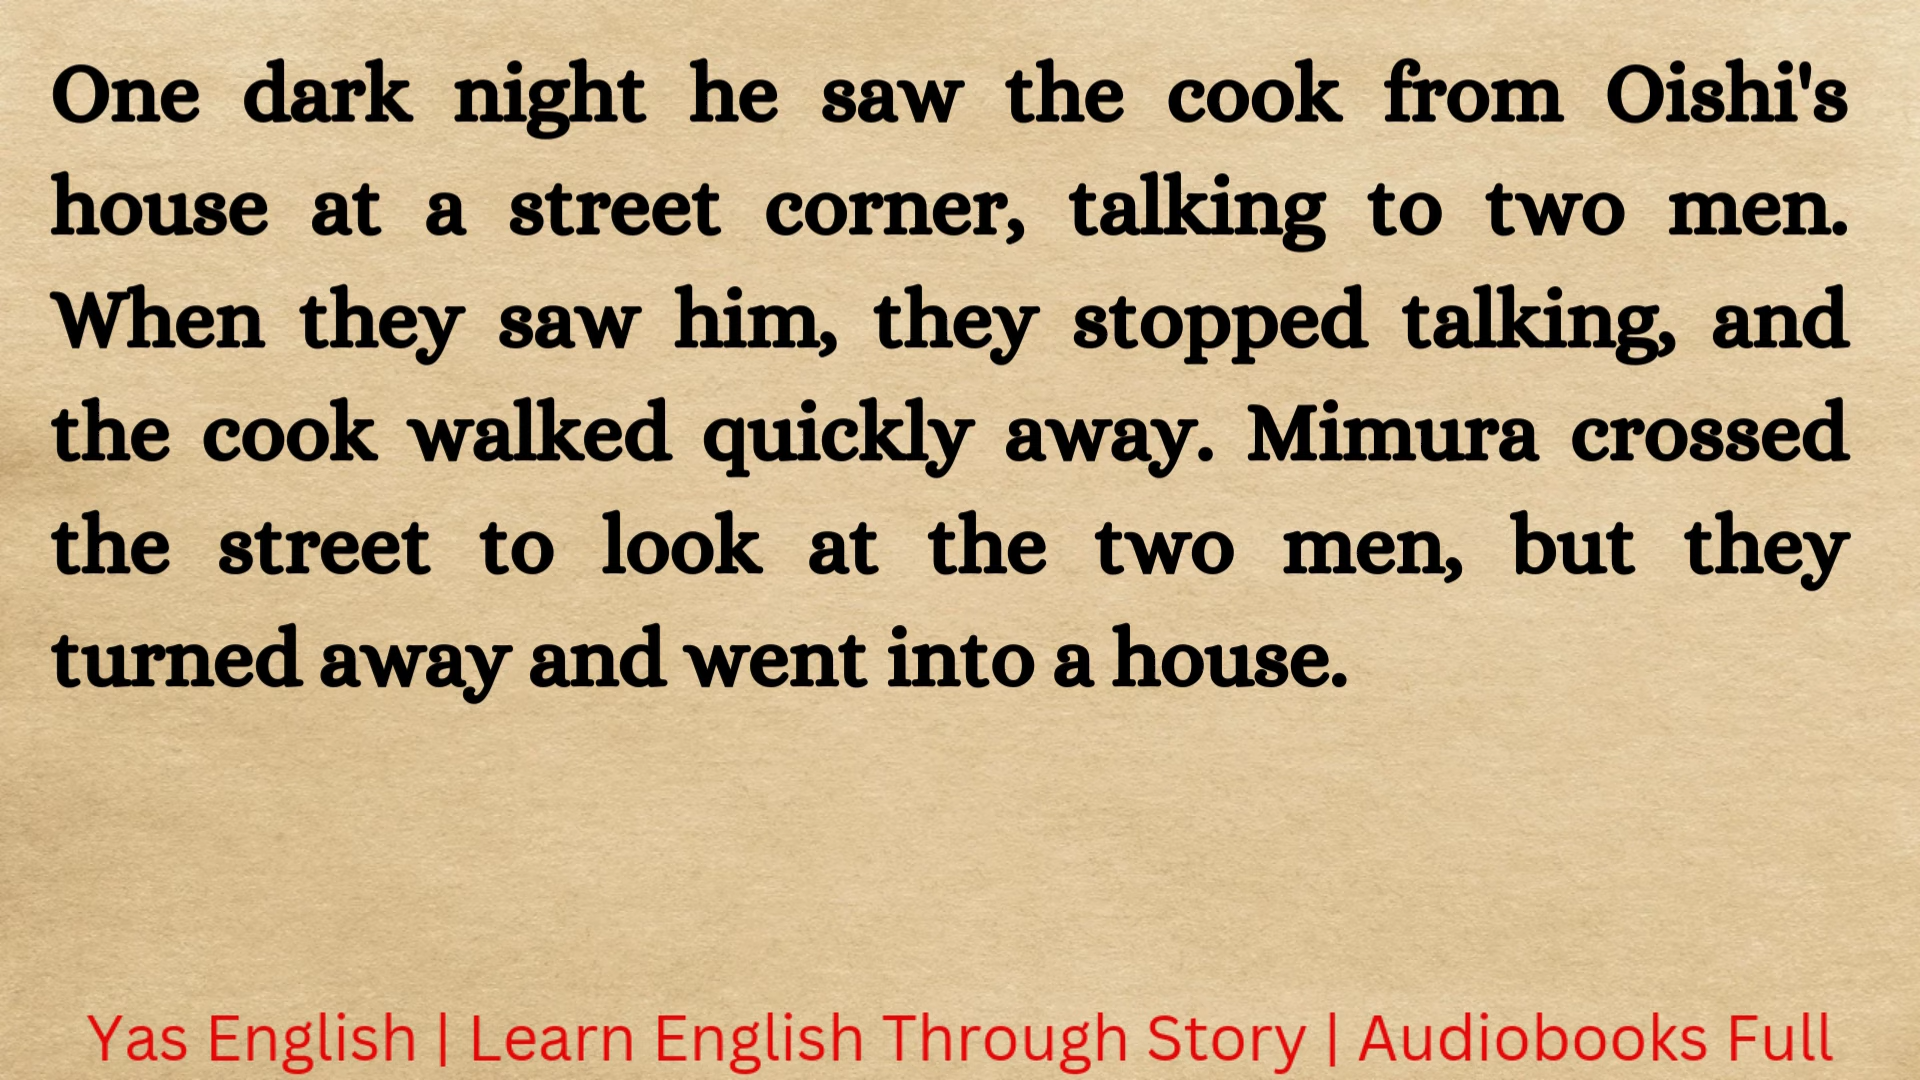 One dark night he saw the cook from Oishi's
house at a street corner, talking to two men.
When they saw him, they stopped talking, and
the cook walked quickly away. Mimura crossed
the street to look at the two men, but they
turned away and went into a house.
Yas English | Learn English Through Story | Audiobooks Full